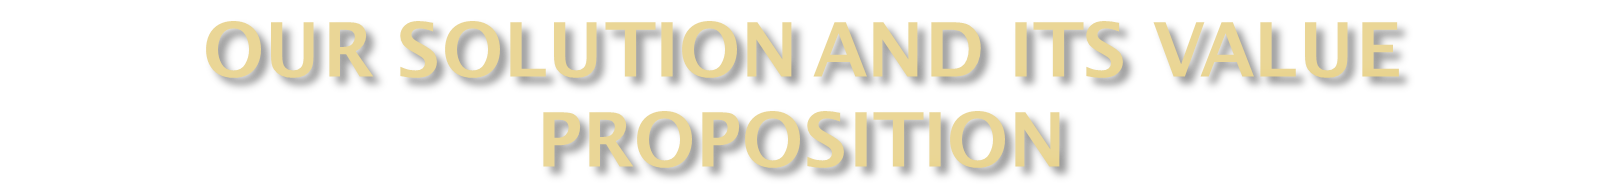 OUR SOLUTION AND ITS VALUE
PROPOSITION